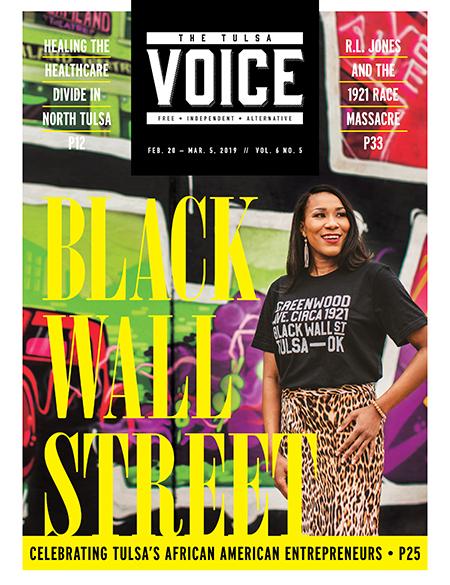 HEALING THE
HEALTHCARE
DIVIDE IN
NORTH TULSA
P12
THE TULSA
VOICE
FREE + INDEPENDENT + ALTERNATIVE
FEB. 20 – MAR. 5, 2019 // VOL. 6 NO. 5
R.L. JONES
AND THE
1921 RACE
MASSACRE
P33
BLACK
WALL
STREET
GREENWOOD
AVE. CIRCA 1921
BLACK WALL ST
TULSA—OK
CELEBRATING TULSA'S AFRICAN AMERICAN ENTREPRENEURS • P25